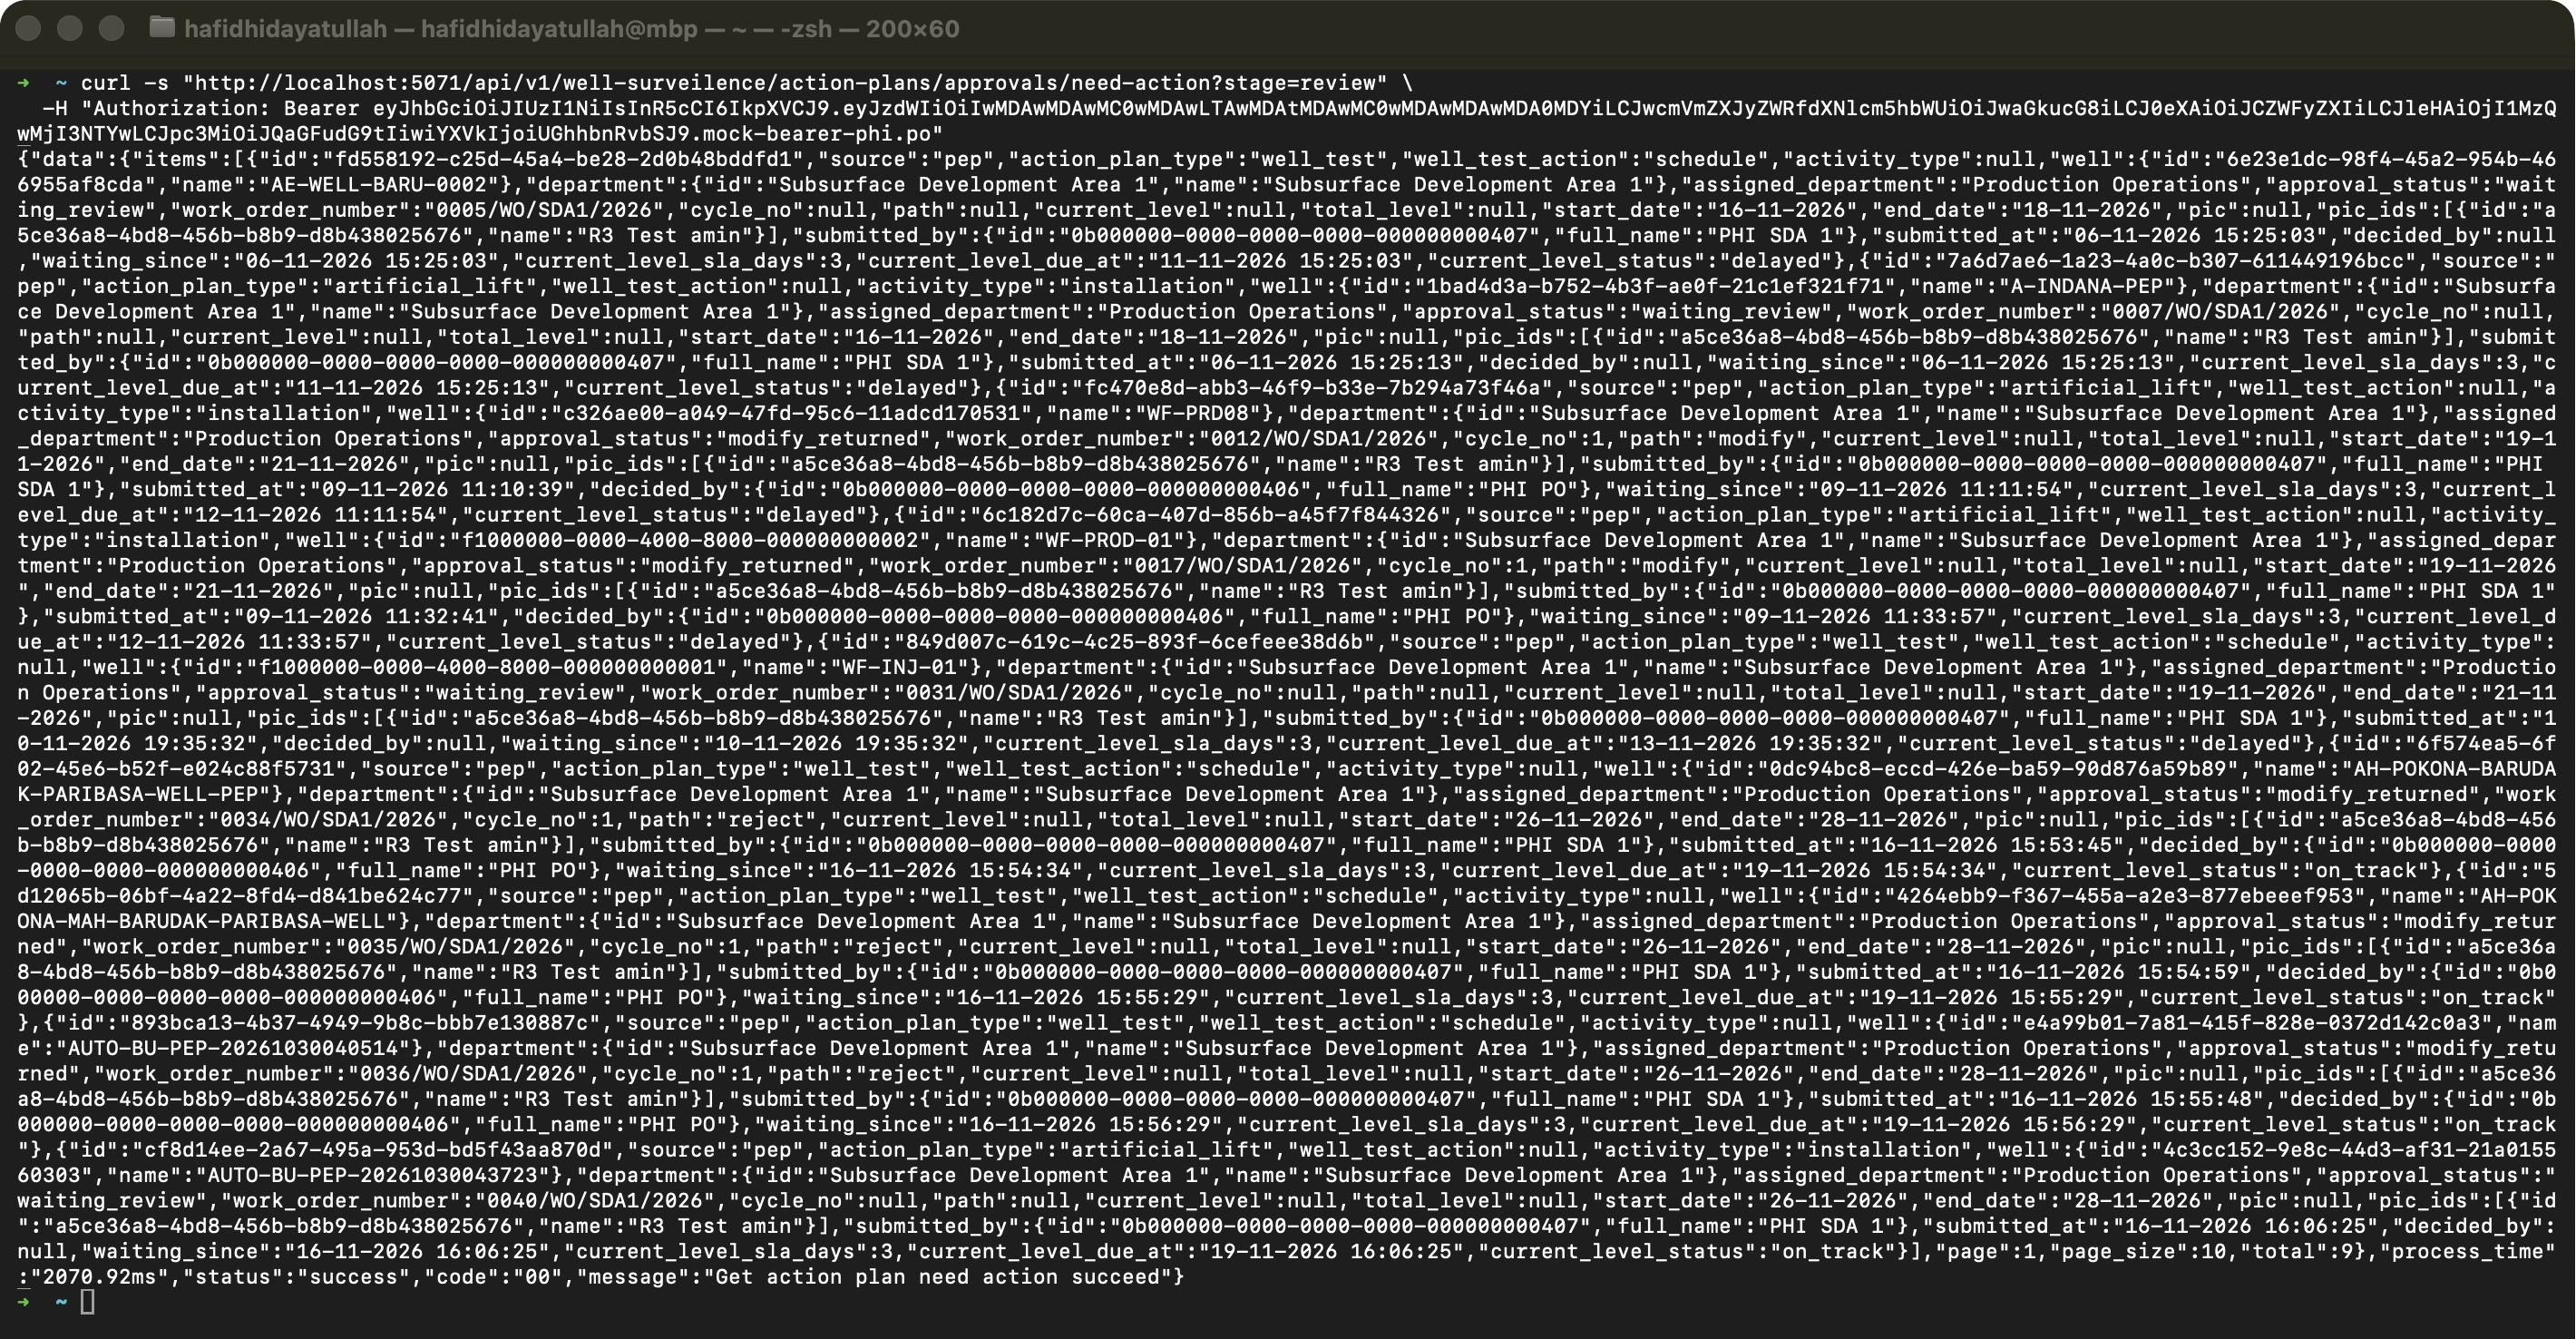 hafidhidayatullah — hafidhidayatullah@mbp — ~ — -zsh — 200×60
➜  ~ curl -s "http://localhost:5071/api/v1/well-surveilence/action-plans/approvals/need-action?stage=review" \
  -H "Authorization: Bearer eyJhbGciOiJIUzI1NiIsInR5cCI6IkpXVCJ9.eyJzdWIiOiIwMDAwMDAwMC0wMDAwLTAwMDAtMDAwMC0wMDAwMDAwMDA0MDYiLCJwcmVmZXJyZWRfdXNlcm5hbWUiOiJwaGkucG8iLCJ0eXAiOiJCZWFyZXIiLCJleHAiOjI1MzQ
wMjI3NTYwLCJpc3MiOiJQaGFudG9tIiwiYXVkIjoiUGhhbnRvbSJ9.mock-bearer-phi.po"
{"data":{"items":[{"id":"fd558192-c25d-45a4-be28-2d0b48bddfd1","source":"pep","action_plan_type":"well_test","well_test_action":"schedule","activity_type":null,"well":{"id":"6e23e1dc-98f4-45a2-954b-46
6955af8cda","name":"AE-WELL-BARU-0002"},"department":{"id":"Subsurface Development Area 1","name":"Subsurface Development Area 1"},"assigned_department":"Production Operations","approval_status":"wait
ing_review","work_order_number":"0005/WO/SDA1/2026","cycle_no":null,"path":null,"current_level":null,"total_level":null,"start_date":"16-11-2026","end_date":"18-11-2026","pic":null,"pic_ids":[{"id":"a
5ce36a8-4bd8-456b-b8b9-d8b438025676","name":"R3 Test amin"}],"submitted_by":{"id":"0b000000-0000-0000-0000-000000000407","full_name":"PHI SDA 1"},"submitted_at":"06-11-2026 15:25:03","decided_by":null
,"waiting_since":"06-11-2026 15:25:03","current_level_sla_days":3,"current_level_due_at":"11-11-2026 15:25:03","current_level_status":"delayed"},{"id":"7a6d7ae6-1a23-4a0c-b307-611449196bcc","source":"
pep","action_plan_type":"artificial_lift","well_test_action":null,"activity_type":"installation","well":{"id":"1bad4d3a-b752-4b3f-ae0f-21c1ef321f71","name":"A-INDANA-PEP"},"department":{"id":"Subsurfa
ce Development Area 1","name":"Subsurface Development Area 1"},"assigned_department":"Production Operations","approval_status":"waiting_review","work_order_number":"0007/WO/SDA1/2026","cycle_no":null,
"path":null,"current_level":null,"total_level":null,"start_date":"16-11-2026","end_date":"18-11-2026","pic":null,"pic_ids":[{"id":"a5ce36a8-4bd8-456b-b8b9-d8b438025676","name":"R3 Test amin"}],"submit
ted_by":{"id":"0b000000-0000-0000-0000-000000000407","full_name":"PHI SDA 1"},"submitted_at":"06-11-2026 15:25:13","decided_by":null,"waiting_since":"06-11-2026 15:25:13","current_level_sla_days":3,"c
urrent_level_due_at":"11-11-2026 15:25:13","current_level_status":"delayed"},{"id":"fc470e8d-abb3-46f9-b33e-7b294a73f46a","source":"pep","action_plan_type":"artificial_lift","well_test_action":null,"a
ctivity_type":"installation","well":{"id":"c326ae00-a049-47fd-95c6-11adcd170531","name":"WF-PRD08"},"department":{"id":"Subsurface Development Area 1","name":"Subsurface Development Area 1"},"assigned
_department":"Production Operations","approval_status":"modify_returned","work_order_number":"0012/WO/SDA1/2026","cycle_no":1,"path":"modify","current_level":null,"total_level":null,"start_date":"19-1
1-2026","end_date":"21-11-2026","pic":null,"pic_ids":[{"id":"a5ce36a8-4bd8-456b-b8b9-d8b438025676","name":"R3 Test amin"}],"submitted_by":{"id":"0b000000-0000-0000-0000-000000000407","full_name":"PHI
SDA 1"},"submitted_at":"09-11-2026 11:10:39","decided_by":{"id":"0b000000-0000-0000-0000-000000000406","full_name":"PHI PO"},"waiting_since":"09-11-2026 11:11:54","current_level_sla_days":3,"current_l
evel_due_at":"12-11-2026 11:11:54","current_level_status":"delayed"},{"id":"6c182d7c-60ca-407d-856b-a45f7f844326","source":"pep","action_plan_type":"artificial_lift","well_test_action":null,"activity_
type":"installation","well":{"id":"f1000000-0000-4000-8000-000000000002","name":"WF-PROD-01"},"department":{"id":"Subsurface Development Area 1","name":"Subsurface Development Area 1"},"assigned_depar
tment":"Production Operations","approval_status":"modify_returned","work_order_number":"0017/WO/SDA1/2026","cycle_no":1,"path":"modify","current_level":null,"total_level":null,"start_date":"19-11-2026
","end_date":"21-11-2026","pic":null,"pic_ids":[{"id":"a5ce36a8-4bd8-456b-b8b9-d8b438025676","name":"R3 Test amin"}],"submitted_by":{"id":"0b000000-0000-0000-0000-000000000407","full_name":"PHI SDA 1"
},"submitted_at":"09-11-2026 11:32:41","decided_by":{"id":"0b000000-0000-0000-0000-000000000406","full_name":"PHI PO"},"waiting_since":"09-11-2026 11:33:57","current_level_sla_days":3,"current_level_d
ue_at":"12-11-2026 11:33:57","current_level_status":"delayed"},{"id":"849d007c-619c-4c25-893f-6cefeee38d6b","source":"pep","action_plan_type":"well_test","well_test_action":"schedule","activity_type":
null,"well":{"id":"f1000000-0000-4000-8000-000000000001","name":"WF-INJ-01"},"department":{"id":"Subsurface Development Area 1","name":"Subsurface Development Area 1"},"assigned_department":"Productio
n Operations","approval_status":"waiting_review","work_order_number":"0031/WO/SDA1/2026","cycle_no":null,"path":null,"current_level":null,"total_level":null,"start_date":"19-11-2026","end_date":"21-11
-2026","pic":null,"pic_ids":[{"id":"a5ce36a8-4bd8-456b-b8b9-d8b438025676","name":"R3 Test amin"}],"submitted_by":{"id":"0b000000-0000-0000-0000-000000000407","full_name":"PHI SDA 1"},"submitted_at":"1
0-11-2026 19:35:32","decided_by":null,"waiting_since":"10-11-2026 19:35:32","current_level_sla_days":3,"current_level_due_at":"13-11-2026 19:35:32","current_level_status":"delayed"},{"id":"6f574ea5-6f
02-45e6-b52f-e024c88f5731","source":"pep","action_plan_type":"well_test","well_test_action":"schedule","activity_type":null,"well":{"id":"0dc94bc8-eccd-426e-ba59-90d876a59b89","name":"AH-POKONA-BARUDA
K-PARIBASA-WELL-PEP"},"department":{"id":"Subsurface Development Area 1","name":"Subsurface Development Area 1"},"assigned_department":"Production Operations","approval_status":"modify_returned","work
_order_number":"0034/WO/SDA1/2026","cycle_no":1,"path":"reject","current_level":null,"total_level":null,"start_date":"26-11-2026","end_date":"28-11-2026","pic":null,"pic_ids":[{"id":"a5ce36a8-4bd8-456
b-b8b9-d8b438025676","name":"R3 Test amin"}],"submitted_by":{"id":"0b000000-0000-0000-0000-000000000407","full_name":"PHI SDA 1"},"submitted_at":"16-11-2026 15:53:45","decided_by":{"id":"0b000000-0000
-0000-0000-000000000406","full_name":"PHI PO"},"waiting_since":"16-11-2026 15:54:34","current_level_sla_days":3,"current_level_due_at":"19-11-2026 15:54:34","current_level_status":"on_track"},{"id":"5
d12065b-06bf-4a22-8fd4-d841be624c77","source":"pep","action_plan_type":"well_test","well_test_action":"schedule","activity_type":null,"well":{"id":"4264ebb9-f367-455a-a2e3-877ebeeef953","name":"AH-POK
ONA-MAH-BARUDAK-PARIBASA-WELL"},"department":{"id":"Subsurface Development Area 1","name":"Subsurface Development Area 1"},"assigned_department":"Production Operations","approval_status":"modify_retur
ned","work_order_number":"0035/WO/SDA1/2026","cycle_no":1,"path":"reject","current_level":null,"total_level":null,"start_date":"26-11-2026","end_date":"28-11-2026","pic":null,"pic_ids":[{"id":"a5ce36a
8-4bd8-456b-b8b9-d8b438025676","name":"R3 Test amin"}],"submitted_by":{"id":"0b000000-0000-0000-0000-000000000407","full_name":"PHI SDA 1"},"submitted_at":"16-11-2026 15:54:59","decided_by":{"id":"0b0
00000-0000-0000-0000-000000000406","full_name":"PHI PO"},"waiting_since":"16-11-2026 15:55:29","current_level_sla_days":3,"current_level_due_at":"19-11-2026 15:55:29","current_level_status":"on_track"
},{"id":"893bca13-4b37-4949-9b8c-bbb7e130887c","source":"pep","action_plan_type":"well_test","well_test_action":"schedule","activity_type":null,"well":{"id":"e4a99b01-7a81-415f-828e-0372d142c0a3","nam
e":"AUTO-BU-PEP-20261030040514"},"department":{"id":"Subsurface Development Area 1","name":"Subsurface Development Area 1"},"assigned_department":"Production Operations","approval_status":"modify_retu
rned","work_order_number":"0036/WO/SDA1/2026","cycle_no":1,"path":"reject","current_level":null,"total_level":null,"start_date":"26-11-2026","end_date":"28-11-2026","pic":null,"pic_ids":[{"id":"a5ce36
a8-4bd8-456b-b8b9-d8b438025676","name":"R3 Test amin"}],"submitted_by":{"id":"0b000000-0000-0000-0000-000000000407","full_name":"PHI SDA 1"},"submitted_at":"16-11-2026 15:55:48","decided_by":{"id":"0b
000000-0000-0000-0000-000000000406","full_name":"PHI PO"},"waiting_since":"16-11-2026 15:56:29","current_level_sla_days":3,"current_level_due_at":"19-11-2026 15:56:29","current_level_status":"on_track
"},{"id":"cf8d14ee-2a67-495a-953d-bd5f43aa870d","source":"pep","action_plan_type":"artificial_lift","well_test_action":null,"activity_type":"installation","well":{"id":"4c3cc152-9e8c-44d3-af31-21a0155
60303","name":"AUTO-BU-PEP-20261030043723"},"department":{"id":"Subsurface Development Area 1","name":"Subsurface Development Area 1"},"assigned_department":"Production Operations","approval_status":"
waiting_review","work_order_number":"0040/WO/SDA1/2026","cycle_no":null,"path":null,"current_level":null,"total_level":null,"start_date":"26-11-2026","end_date":"28-11-2026","pic":null,"pic_ids":[{"id
":"a5ce36a8-4bd8-456b-b8b9-d8b438025676","name":"R3 Test amin"}],"submitted_by":{"id":"0b000000-0000-0000-0000-000000000407","full_name":"PHI SDA 1"},"submitted_at":"16-11-2026 16:06:25","decided_by":
null,"waiting_since":"16-11-2026 16:06:25","current_level_sla_days":3,"current_level_due_at":"19-11-2026 16:06:25","current_level_status":"on_track"}],"page":1,"page_size":10,"total":9},"process_time"
:"2070.92ms","status":"success","code":"00","message":"Get action plan need action succeed"}
➜  ~